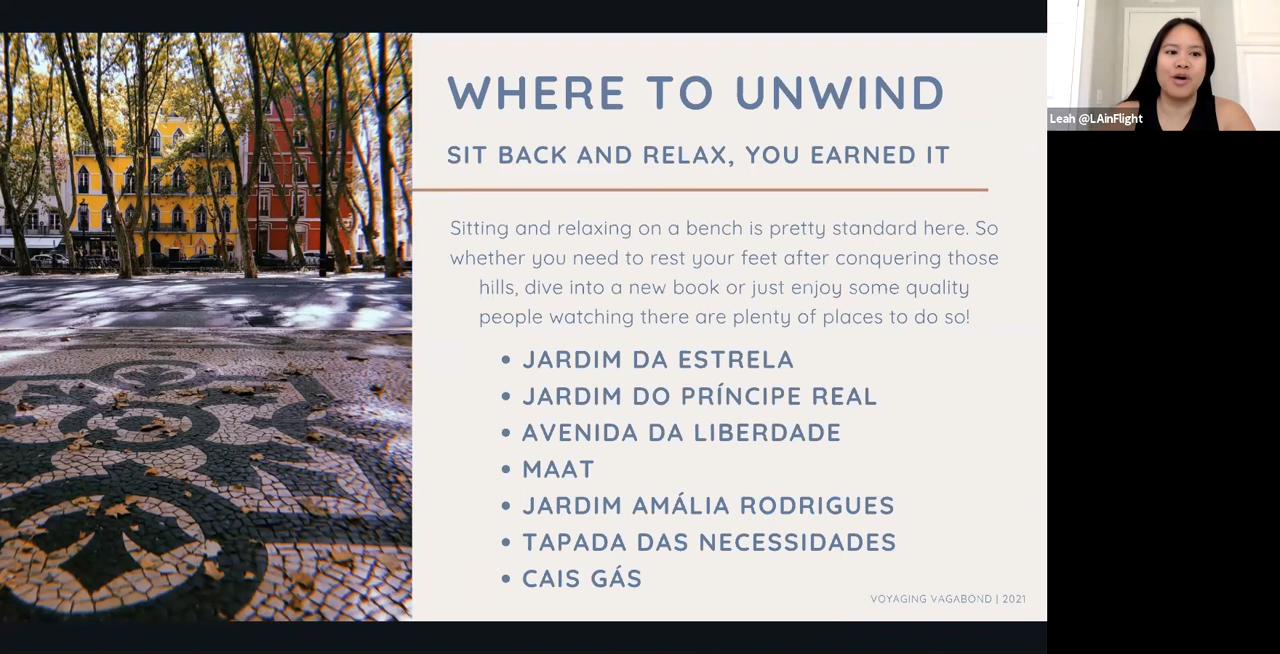 WHERE TO UNWIND
SIT BACK AND RELAX, YOU EARNED IT
Sitting and relaxing on a bench is pretty standard here. So
whether you need to rest your feet after conquering those
hills, dive into a new book or just enjoy some quality
people watching there are plenty of places to do so!
• JARDIM DA ESTRELA
• JARDIM DO PRÍNCIPE REAL
• AVENIDA DA LIBERDADE
• MAAT
• JARDIM AMÁLIA RODRIGUES
• TAPADA DAS NECESSIDADES
• CAIS GÁS
VOYAGING VAGABOND | 2021
Leah @LAinFlight